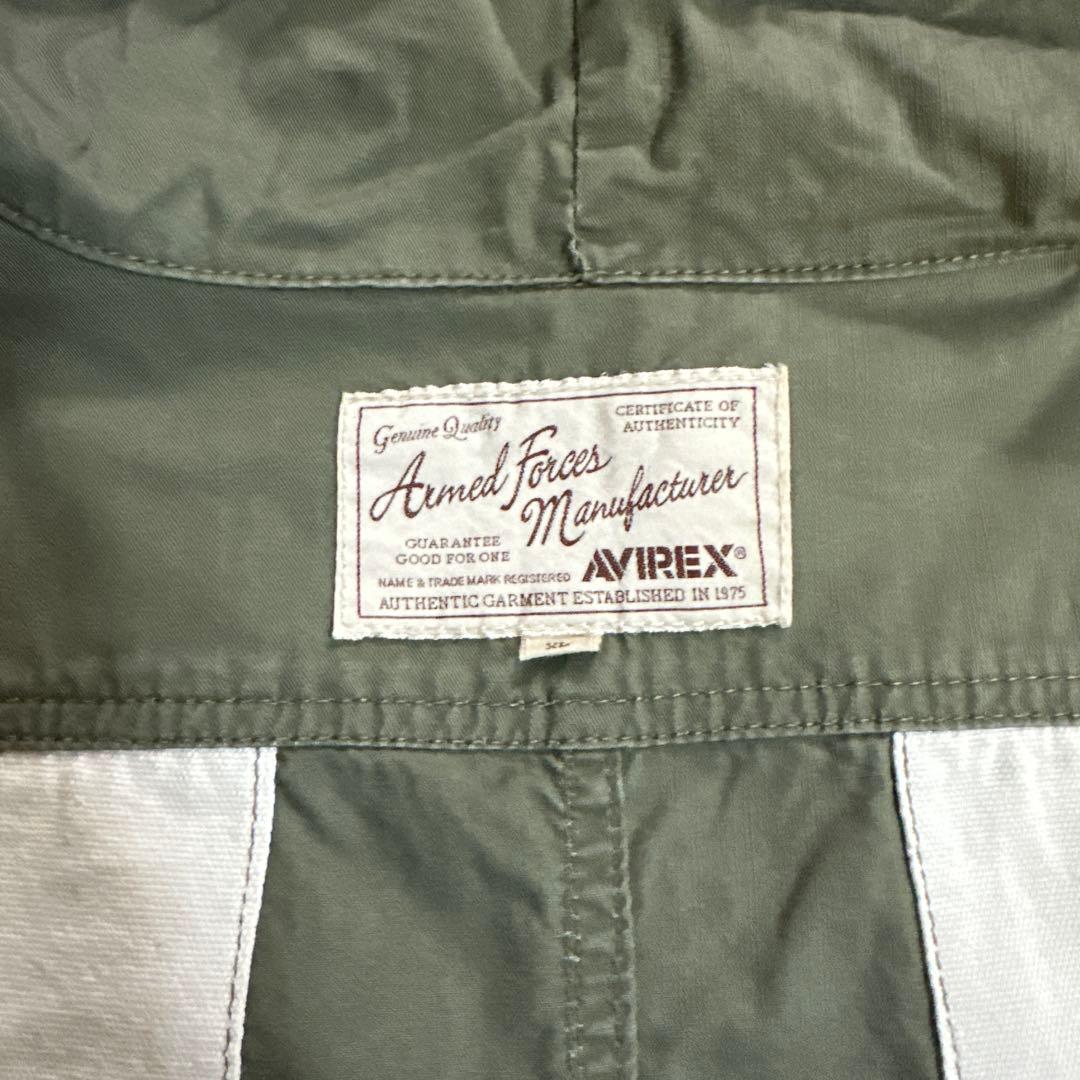 Genuine Quality
CERTIFICATE OF
AUTHENTICITY
Armed Forces
Manufacturer
GUARANTEE
GOOD FOR ONE
AVIREX®
NAME & TRADE MARK REGISTERED
AUTHENTIC GARMENT ESTABLISHED IN 1975